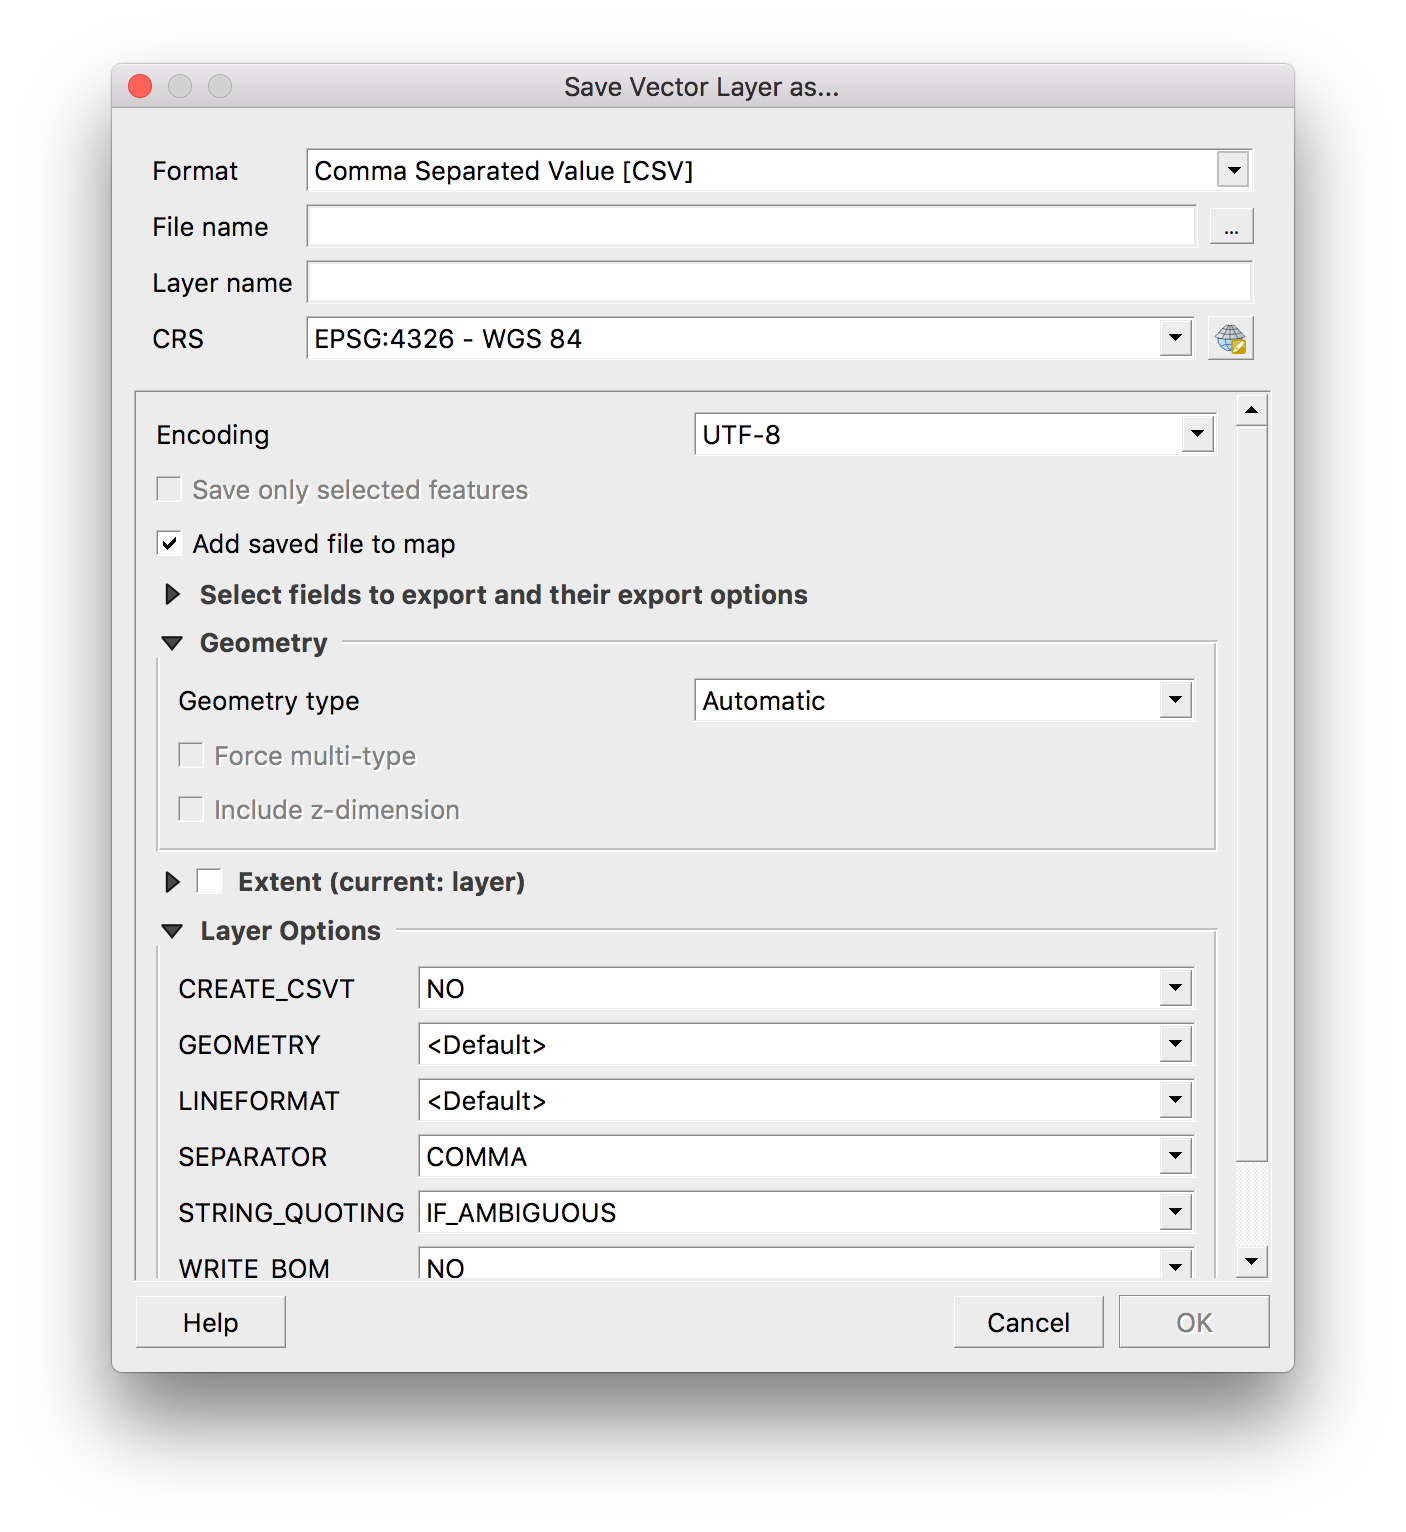 Save Vector Layer as...
Format Comma Separated Value [CSV]
File name ...
Layer name
CRS EPSG:4326 - WGS 84
Encoding UTF-8
Save only selected features
Add saved file to map
Select fields to export and their export options
Geometry
Geometry type Automatic
Force multi-type
Include z-dimension
Extent (current: layer)
Layer Options
CREATE_CSVT NO
GEOMETRY <Default>
LINEFORMAT <Default>
SEPARATOR COMMA
STRING_QUOTING IF_AMBIGUOUS
WRITE_BOM NO
Help Cancel OK